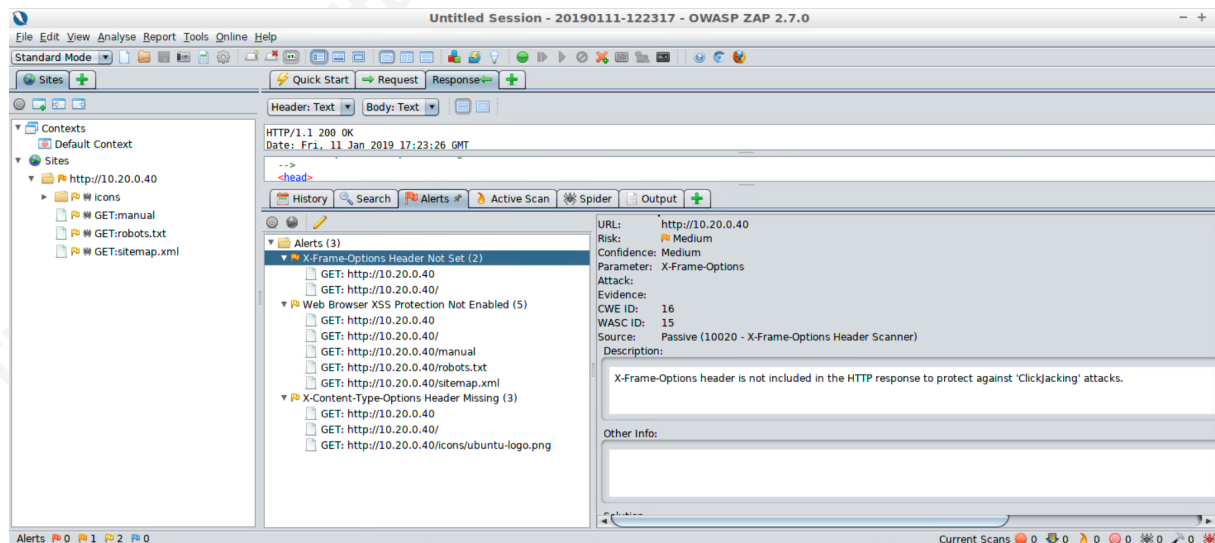 Untitled Session - 20190111-122317 - OWASP ZAP 2.7.0
File Edit View Analyse Report Tools Online Help
Standard Mode
Sites
Quick Start Request Response
Header: Text Body: Text
Contexts
Default Context
Sites
http://10.20.0.40
icons
GET:manual
GET:robots.txt
GET:sitemap.xml
HTTP/1.1 200 OK
Date: Fri, 11 Jan 2019 17:23:26 GMT
-->
<head>
History Search Alerts Active Scan Spider Output
Alerts (3)
X-Frame-Options Header Not Set (2)
GET: http://10.20.0.40
GET: http://10.20.0.40/
Web Browser XSS Protection Not Enabled (5)
GET: http://10.20.0.40
GET: http://10.20.0.40/
GET: http://10.20.0.40/manual
GET: http://10.20.0.40/robots.txt
GET: http://10.20.0.40/sitemap.xml
X-Content-Type-Options Header Missing (3)
GET: http://10.20.0.40
GET: http://10.20.0.40/
GET: http://10.20.0.40/icons/ubuntu-logo.png
URL: http://10.20.0.40
Risk: Medium
Confidence: Medium
Parameter: X-Frame-Options
Attack:
Evidence:
CWE ID: 16
WASC ID: 15
Source: Passive (10020 - X-Frame-Options Header Scanner)
Description:
X-Frame-Options header is not included in the HTTP response to protect against 'ClickJacking' attacks.
Other Info:
Alerts 0 1 2 0
Current Scans 0 0 0 0 0 0